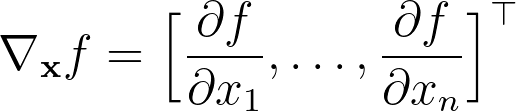 ∇ₓf = [∂f/∂x₁, . . . , ∂f/∂xₙ]^⊤